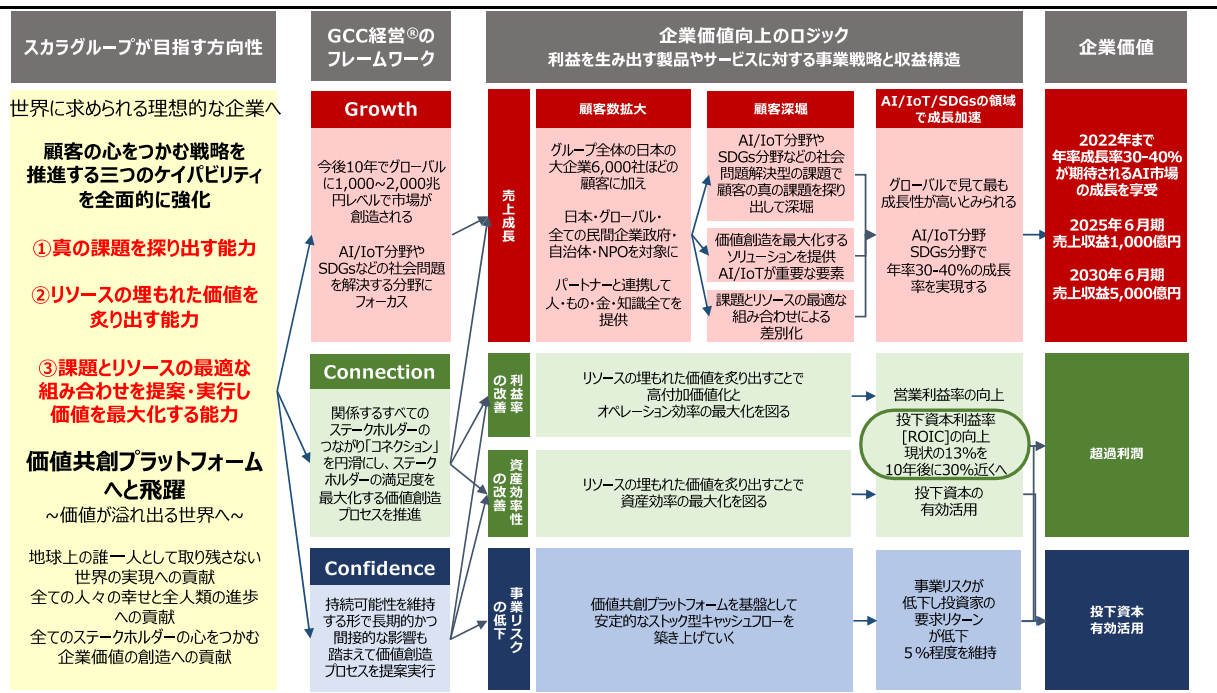 スカラグループが目指す方向性
世界に求められる理想的な企業へ
顧客の心をつかむ戦略を
推進する三つのケイパビリティ
を全面的に強化
①真の課題を探り出す能力
②リソースの埋もれた価値を
炙り出す能力
③課題とリソースの最適な
組み合わせを提案・実行し
価値を最大化する能力
価値共創プラットフォーム
へと飛躍
~価値が溢れ出る世界へ~
地球上の誰一人として取り残さない
世界の実現への貢献
全ての人々の幸せと全人類の進歩
への貢献
全てのステークホルダーの心をつかむ
企業価値の創造への貢献
GCC経営®の
フレームワーク
Growth
今後10年でグローバル
に1,000~2,000兆
円レベルで市場が
創造される
AI/IoT分野や
SDGsなどの社会問題
を解決する分野に
フォーカス
Connection
関係するすべての
ステークホルダーの
つながり「コネクション」
を円滑にし、ステーク
ホルダーの満足度を
最大化する価値創造
プロセスを推進
Confidence
持続可能性を維持
する形で長期的かつ
間接的な影響も
踏まえて価値創造
プロセスを提案実行
企業価値向上のロジック
利益を生み出す製品やサービスに対する事業戦略と収益構造
売上成長
顧客数拡大
グループ全体の日本の
大企業6,000社ほどの
顧客に加え
日本・グローバル・
全ての民間企業政府・
自治体・NPOを対象に
パートナーと連携して
人・もの・金・知識全てを
提供
顧客深堀
AI/IoT分野や
SDGs分野などの社会
問題解決型の課題で
顧客の真の課題を探り
出して深堀
価値創造を最大化する
ソリューションを提供
AI/IoTが重要な要素
課題とリソースの最適な
組み合わせによる
差別化
AI/IoT/SDGsの領域
で成長加速
グローバルで見て最も
成長性が高いとみられる
AI/IoT分野
SDGs分野で
年率30-40%の成長
率を実現する
利益率
の改善
リソースの埋もれた価値を炙り出すことで
高付加価値化と
オペレーション効率の最大化を図る
営業利益率の向上
投下資本利益率
[ROIC]の向上
現状の13%を
10年後に30%近くへ
資産効率性
の改善
リソースの埋もれた価値を炙り出すことで
資産効率の最大化を図る
投下資本の
有効活用
事業リスク
の低下
価値共創プラットフォームを基盤として
安定的なストック型キャッシュフローを
築き上げていく
事業リスクが
低下し投資家の
要求リターン
が低下
5%程度を維持
企業価値
2022年まで
年率成長率30-40%
が期待されるAI市場
の成長を享受
2025年6月期
売上収益1,000億円
2030年6月期
売上収益5,000億円
超過利潤
投下資本
有効活用